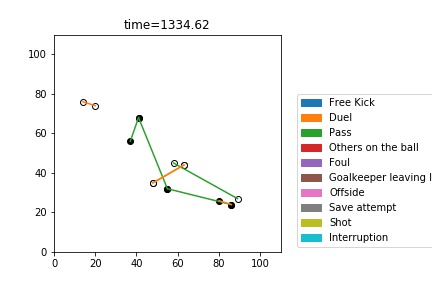 time=1334.62
100
80
60
40
20
0
0 20 40 60 80 100
Free Kick
Duel
Pass
Others on the ball
Foul
Goalkeeper leaving l
Offside
Save attempt
Shot
Interruption